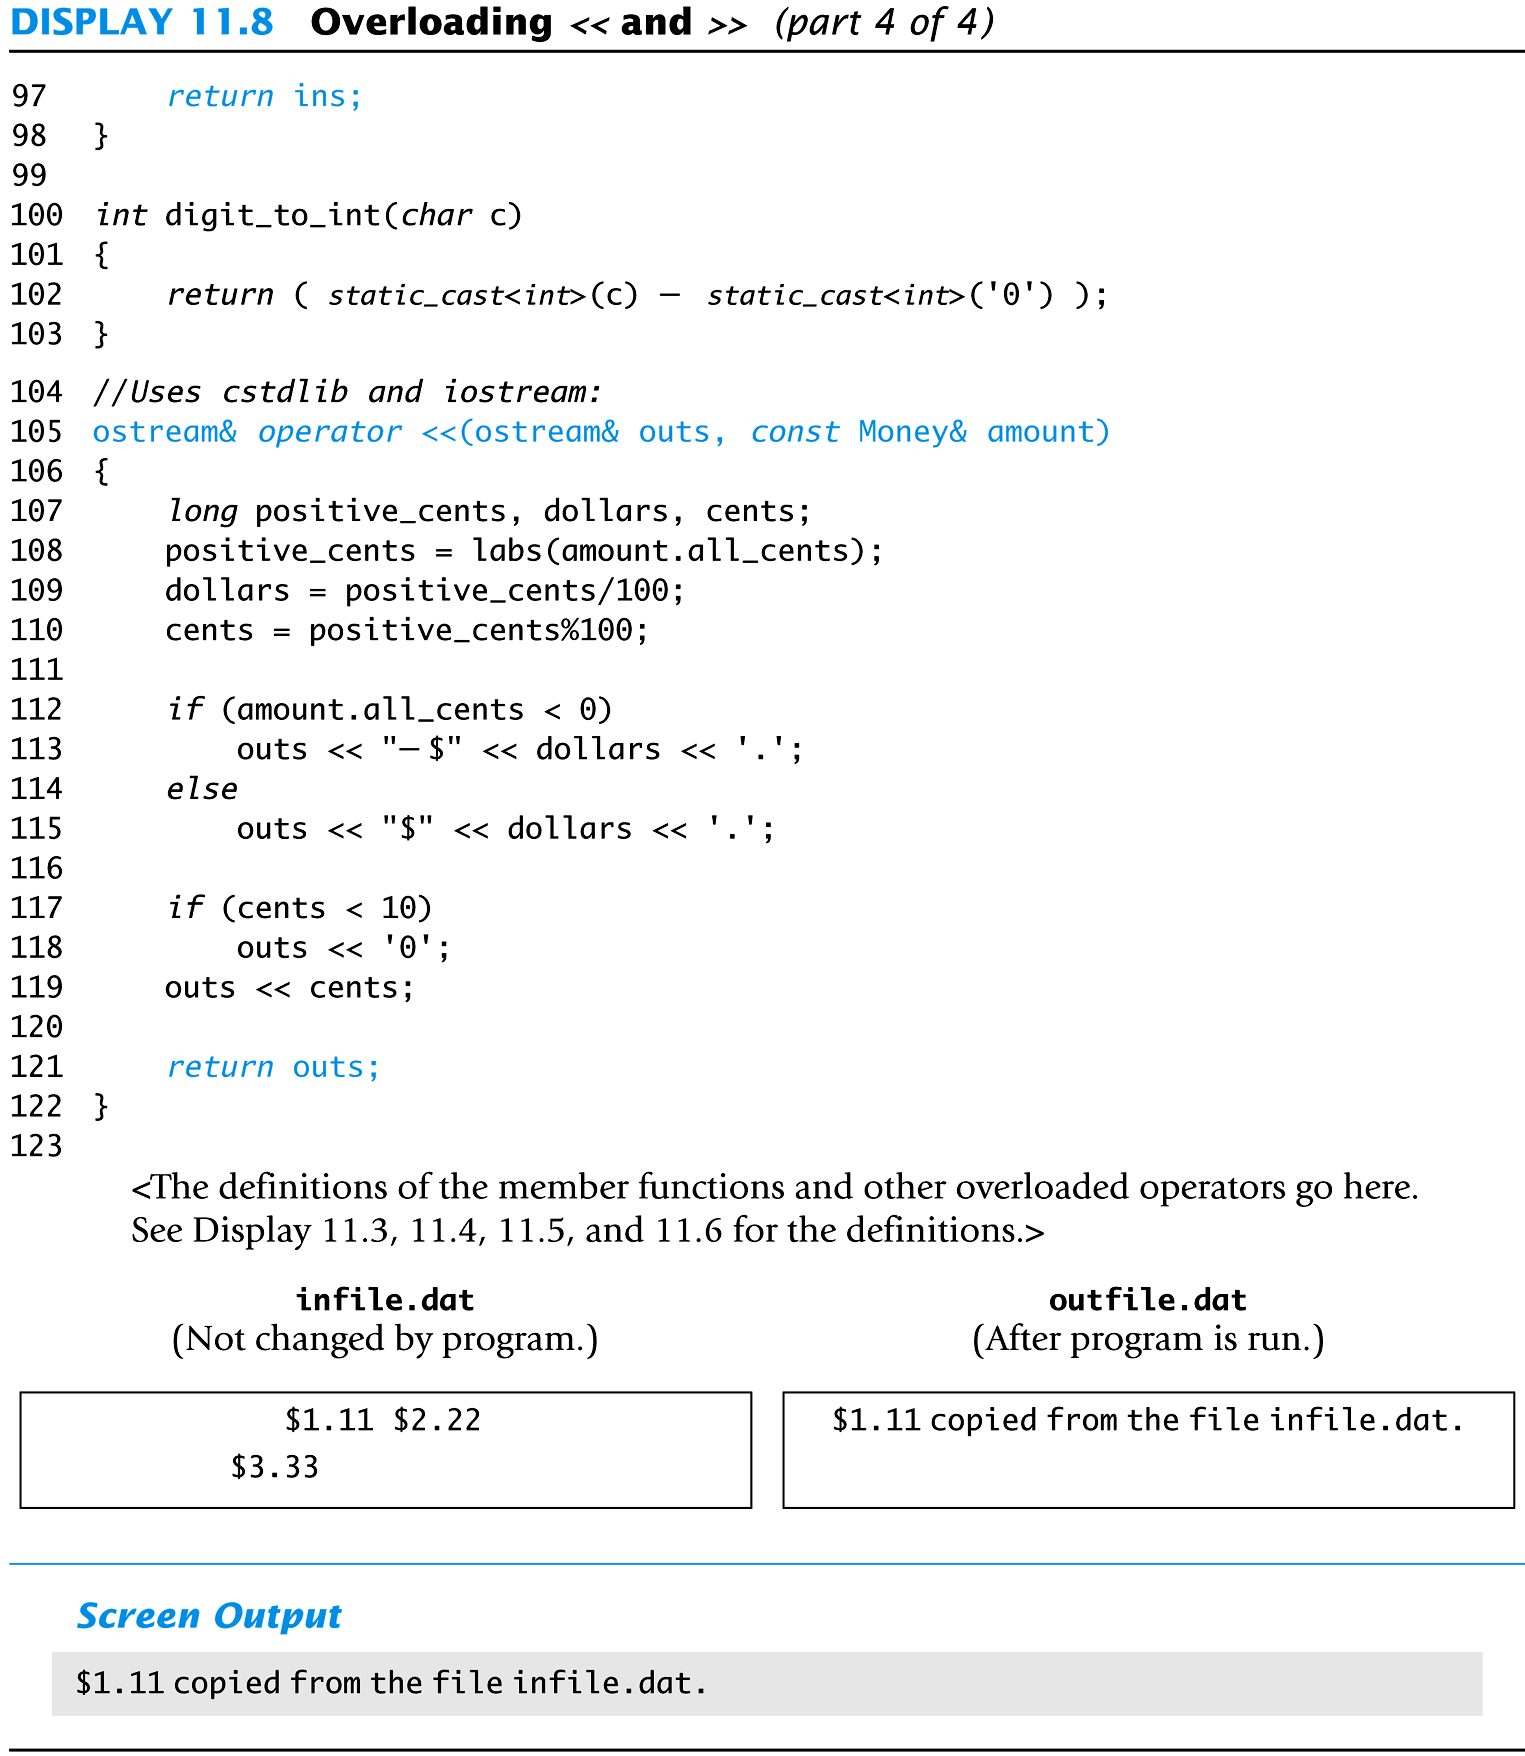 DISPLAY 11.8 Overloading << and >> (part 4 of 4)
97 return ins;
98 }
99
100 int digit_to_int(char c)
101 {
102 return ( static_cast<int>(c) – static_cast<int>('0') );
103 }
104 //Uses cstdlib and iostream:
105 ostream& operator <<(ostream& outs, const Money& amount)
106 {
107 long positive_cents, dollars, cents;
108 positive_cents = labs(amount.all_cents);
109 dollars = positive_cents/100;
110 cents = positive_cents%100;
111
112 if (amount.all_cents < 0)
113 outs << "– $" << dollars << '.';
114 else
115 outs << "$" << dollars << '.';
116
117 if (cents < 10)
118 outs << '0';
119 outs << cents;
120
121 return outs;
122 }
123
<The definitions of the member functions and other overloaded operators go here.
See Display 11.3, 11.4, 11.5, and 11.6 for the definitions.>
infile.dat
(Not changed by program.)
$1.11 $2.22
$3.33
outfile.dat
(After program is run.)
$1.11 copied from the file infile.dat.
Screen Output
$1.11 copied from the file infile.dat.